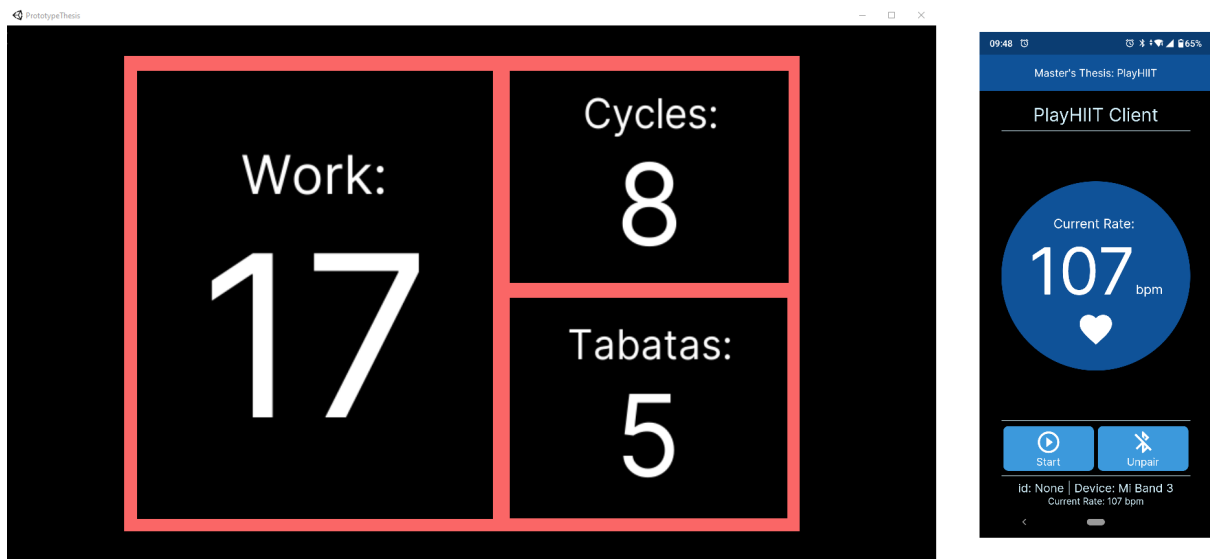 PrototypeThesis
Work:
17
Cycles:
8
Tabatas:
5
09:48 65%
Master's Thesis: PlayHIIT
PlayHIIT Client
Current Rate:
107 bpm
Start
Unpair
id: None | Device: Mi Band 3
Current Rate: 107 bpm